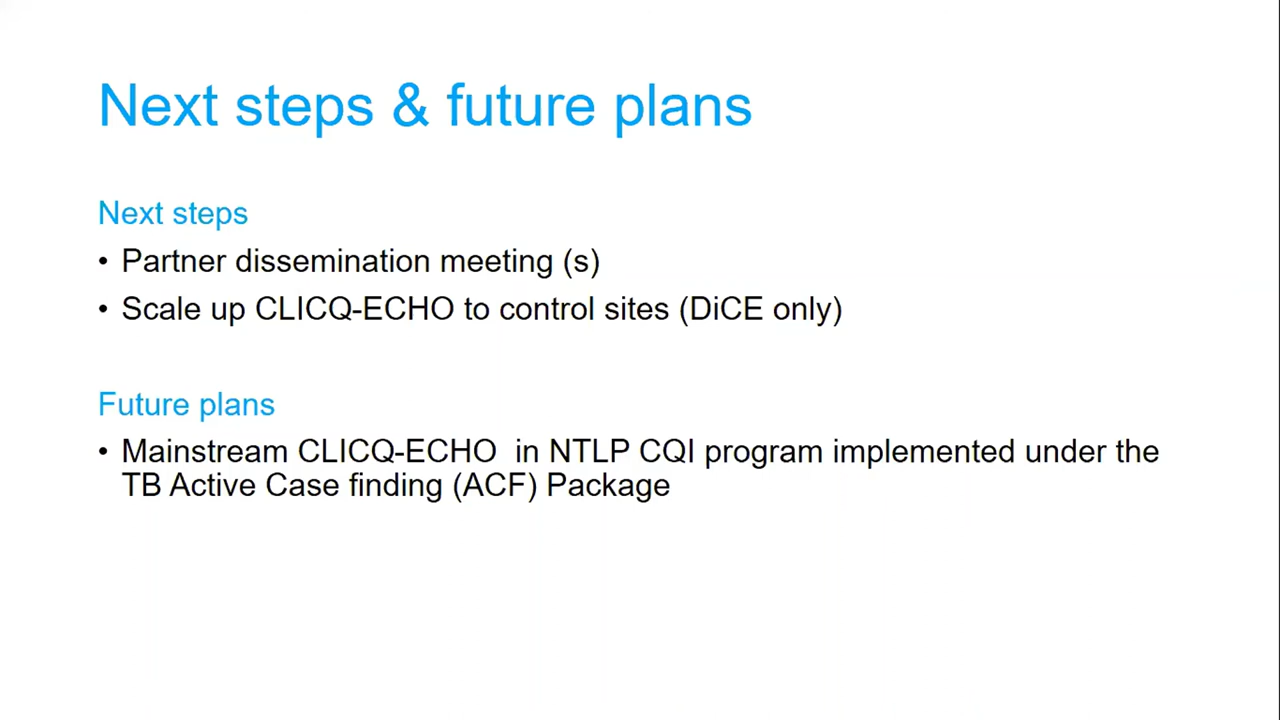 Next steps & future plans
Next steps
• Partner dissemination meeting (s)
• Scale up CLICQ-ECHO to control sites (DiCE only)
Future plans
• Mainstream CLICQ-ECHO  in NTLP CQI program implemented under the
TB Active Case finding (ACF) Package